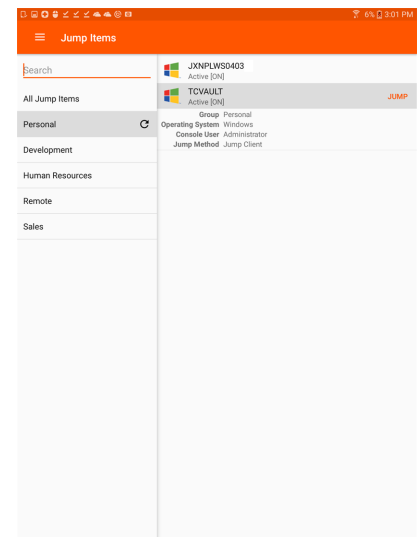 6% 3:01 PM
Jump Items
Search
All Jump Items
Personal
Development
Human Resources
Remote
Sales
JXNPLWS0403
Active [ON]
TCVAULT
Active [ON]
JUMP
Group Personal
Operating System Windows
Console User Administrator
Jump Method Jump Client